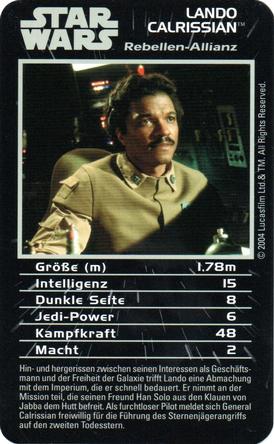 STAR WARS
LANDO
CALRISSIAN™
Rebellen-Allianz
© 2004 Lucasfilm Ltd. & TM. All Rights Reserved.
Größe (m) 1.78m
Intelligenz 15
Dunkle Seite 8
Jedi-Power 6
Kampfkraft 48
Macht 2
Hin- und hergerissen zwischen seinen Interessen als Geschäfts-
mann und der Freiheit der Galaxie trifft Lando eine Abmachung
mit dem Imperium, die er schnell bedauert. Er nimmt an der
Mission teil, die seinen Freund Han Solo aus den Klauen von
Jabba dem Hutt befreit. Als furchtloser Pilot meldet sich General
Calrissian freiwillig für die Führung des Sternenjägerangriffs
auf den zweiten Todesstern.